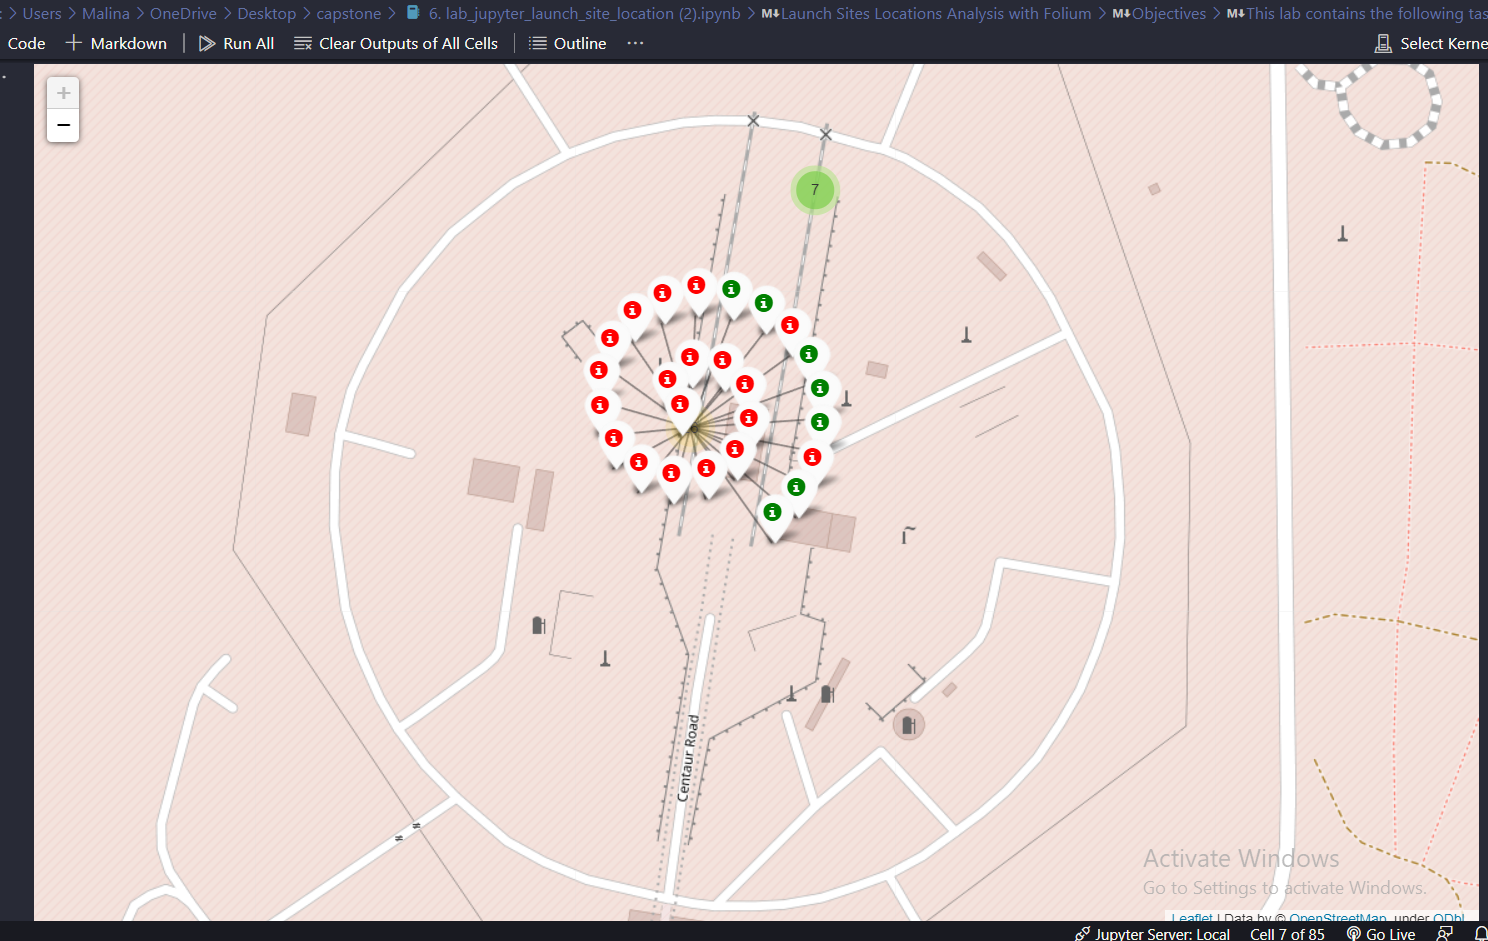 Users > Malina > OneDrive > Desktop > capstone > 6. lab_jupyter_launch_site_location (2).ipynb > M↓Launch Sites Locations Analysis with Folium > M↓Objectives > M↓This lab contains the following tas
Code + Markdown Run All Clear Outputs of All Cells Outline ... Select Kerne
+
−
7
Centaur Road
Activate Windows
Go to Settings to activate Windows.
Leaflet | Data by © OpenStreetMap, under ODbL
Jupyter Server: Local Cell 7 of 85 Go Live